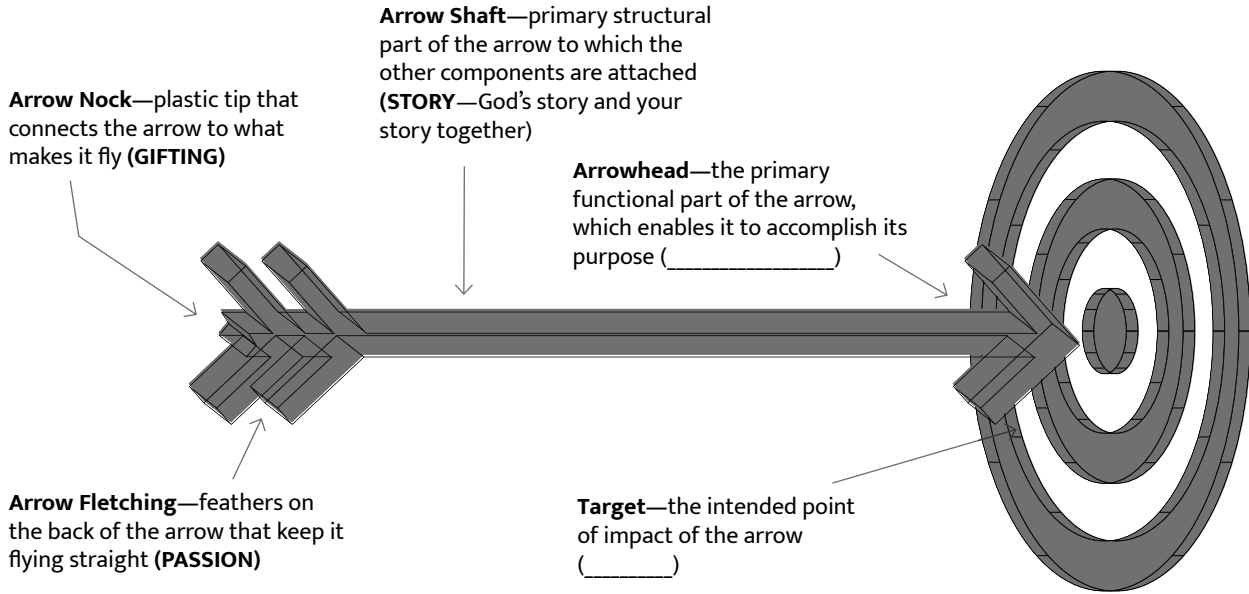 Arrow Shaft—primary structural
part of the arrow to which the
other components are attached
(STORY—God’s story and your
story together)
Arrow Nock—plastic tip that
connects the arrow to what
makes it fly (GIFTING)
Arrowhead—the primary
functional part of the arrow,
which enables it to accomplish its
purpose (___________________)
Arrow Fletching—feathers on
the back of the arrow that keep it
flying straight (PASSION)
Target—the intended point
of impact of the arrow
(__________)